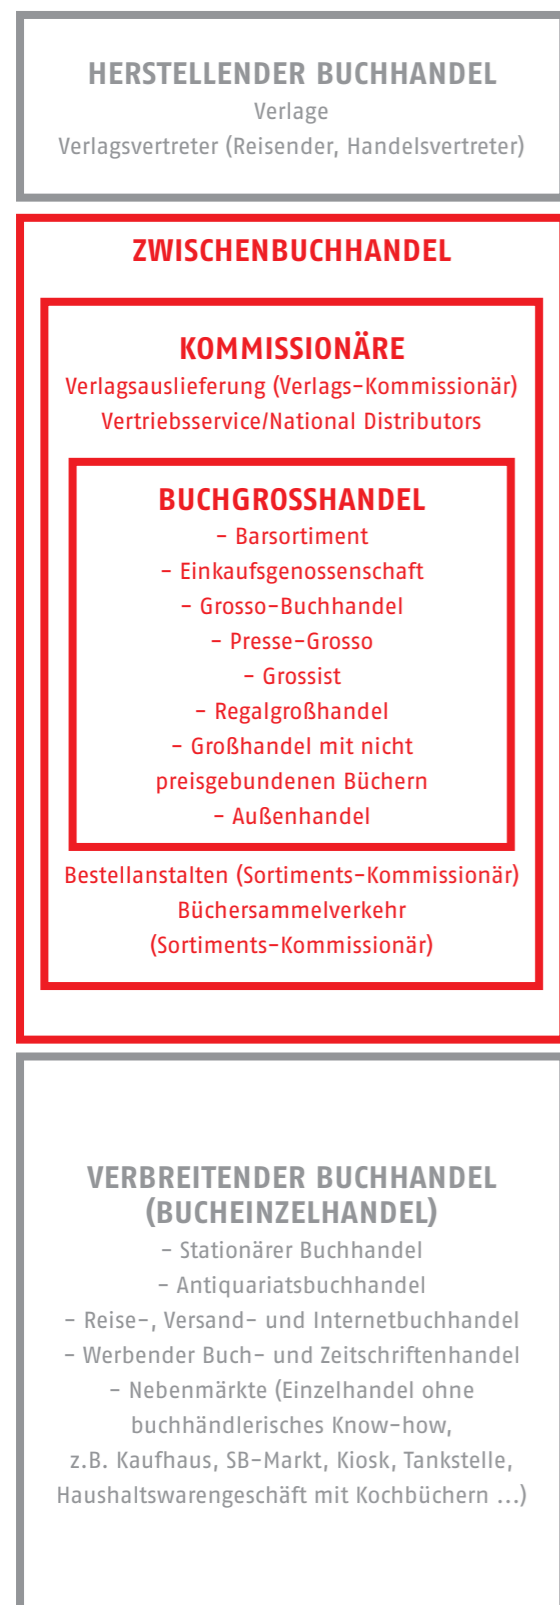 HERSTELLENDER BUCHHANDEL
Verlage
Verlagsvertreter (Reisender, Handelsvertreter)
ZWISCHENBUCHHANDEL
KOMMISSIONÄRE
Verlagsauslieferung (Verlags-Kommissionär)
Vertriebsservice/National Distributors
BUCHGROSSHANDEL
- Barsortiment
- Einkaufsgenossenschaft
- Grosso-Buchhandel
- Presse-Grosso
- Grossist
- Regalgroßhandel
- Großhandel mit nicht
preisgebundenen Büchern
- Außenhandel
Bestellanstalten (Sortiments-Kommissionär)
Büchersammelverkehr
(Sortiments-Kommissionär)
VERBREITENDER BUCHHANDEL
(BUCHEINZELHANDEL)
- Stationärer Buchhandel
- Antiquariatsbuchhandel
- Reise-, Versand- und Internetbuchhandel
- Werbender Buch- und Zeitschriftenhandel
- Nebenmärkte (Einzelhandel ohne
buchhändlerisches Know-how,
z.B. Kaufhaus, SB-Markt, Kiosk, Tankstelle,
Haushaltswarengeschäft mit Kochbüchern ...)